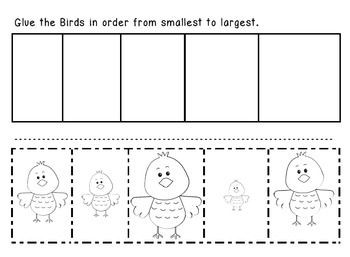 Glue the Birds in order from smallest to largest.